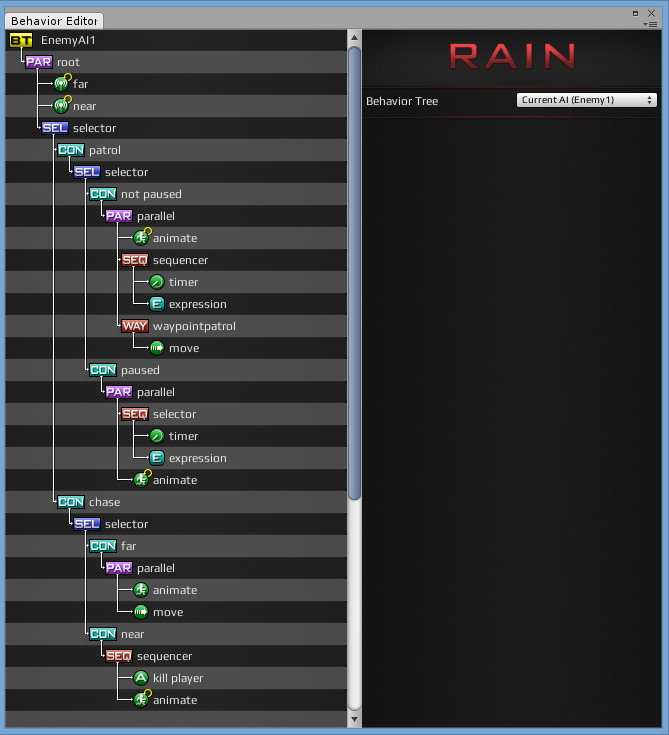 Behavior Editor
BT EnemyAI1
PAR root
far
near
SEL selector
CON patrol
SEL selector
CON not paused
PAR parallel
animate
SEQ sequencer
timer
E expression
WAY waypointpatrol
move
CON paused
PAR parallel
SEQ selector
timer
E expression
animate
CON chase
SEL selector
CON far
PAR parallel
animate
move
CON near
SEQ sequencer
A kill player
animate
RAIN
Behavior Tree Current AI (Enemy1)